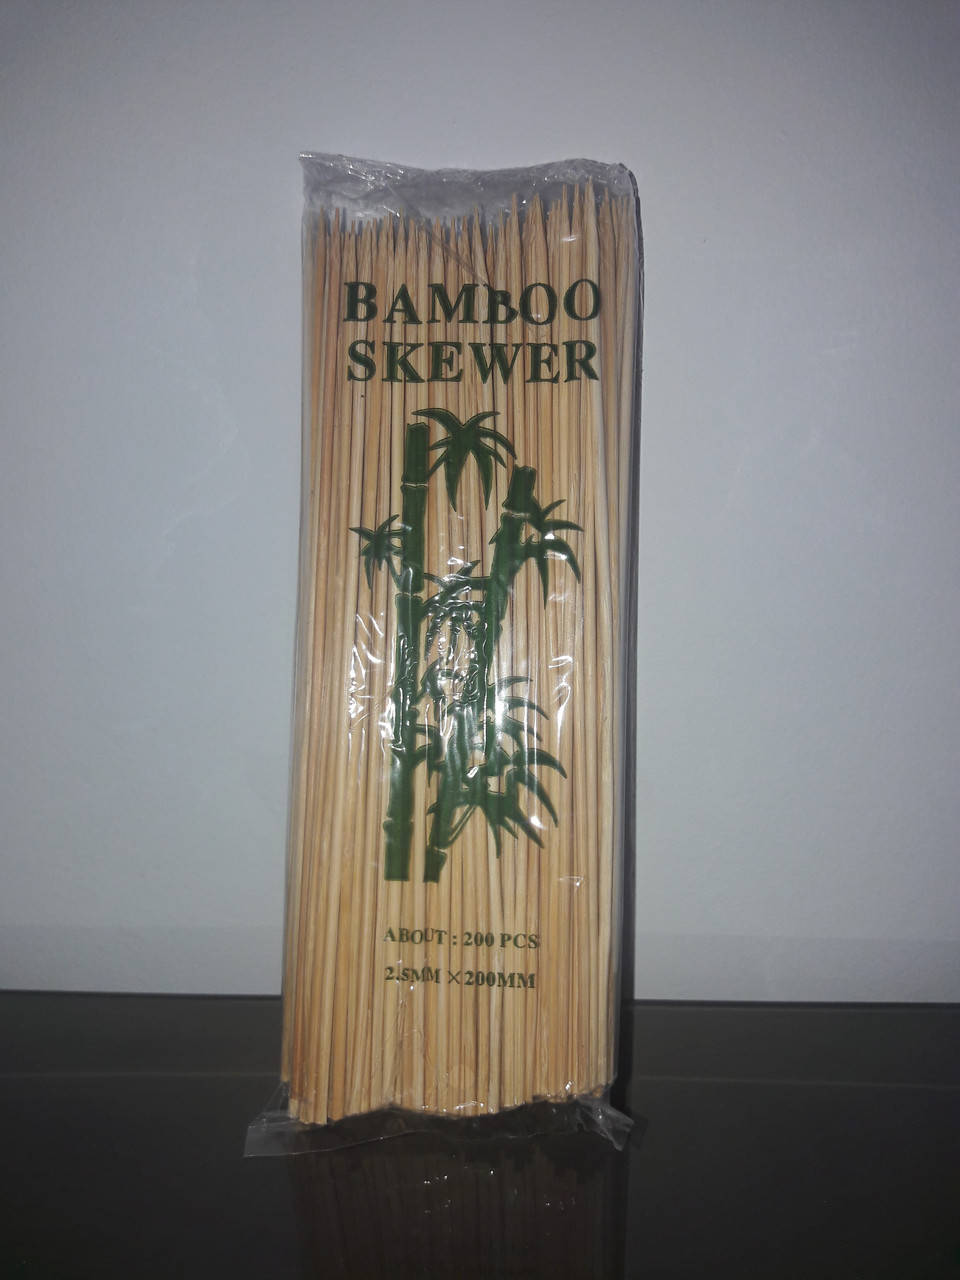 BAMBOO
SKEWER
ABOUT : 200 PCS
2.5MM × 200MM